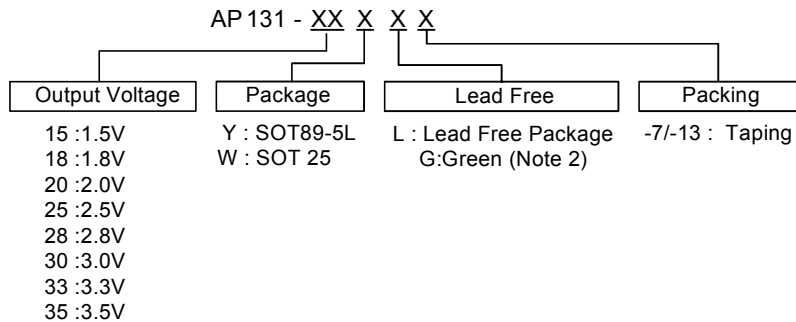 AP131 - XX X X X
Output Voltage Package Lead Free Packing
15 :1.5V Y : SOT89-5L L : Lead Free Package -7/-13 : Taping
18 :1.8V W : SOT 25 G:Green (Note 2)
20 :2.0V
25 :2.5V
28 :2.8V
30 :3.0V
33 :3.3V
35 :3.5V